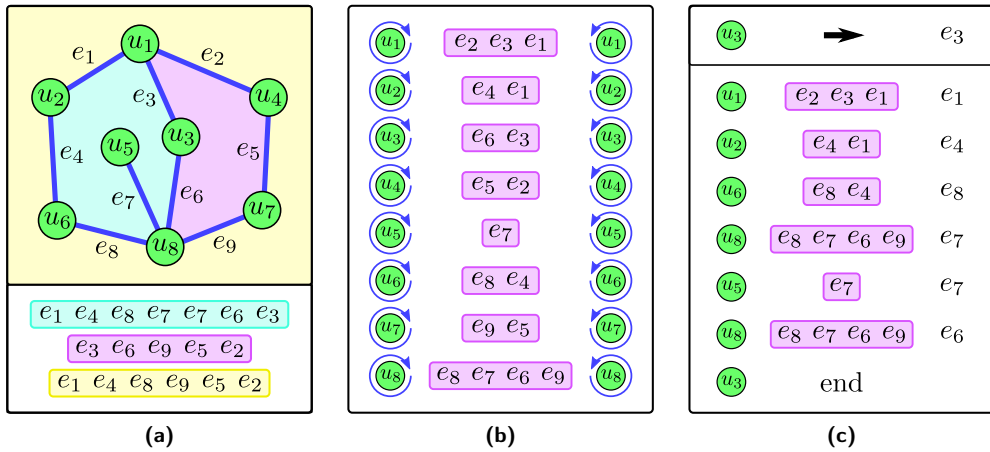 u1
e1 e2
u2 e3 u4
u5 u3
e4 e5
e7 e6
u6 u7
e8 u8 e9
e1 e4 e8 e7 e7 e6 e3
e3 e6 e9 e5 e2
e1 e4 e8 e9 e5 e2
(a)
u1 e2 e3 e1 u1
u2 e4 e1 u2
u3 e6 e3 u3
u4 e5 e2 u4
u5 e7 u5
u6 e8 e4 u6
u7 e9 e5 u7
u8 e8 e7 e6 e9 u8
(b)
u3 e3
u1 e2 e3 e1 e1
u2 e4 e1 e4
u6 e8 e4 e8
u8 e8 e7 e6 e9 e7
u5 e7 e7
u8 e8 e7 e6 e9 e6
u3 end
(c)